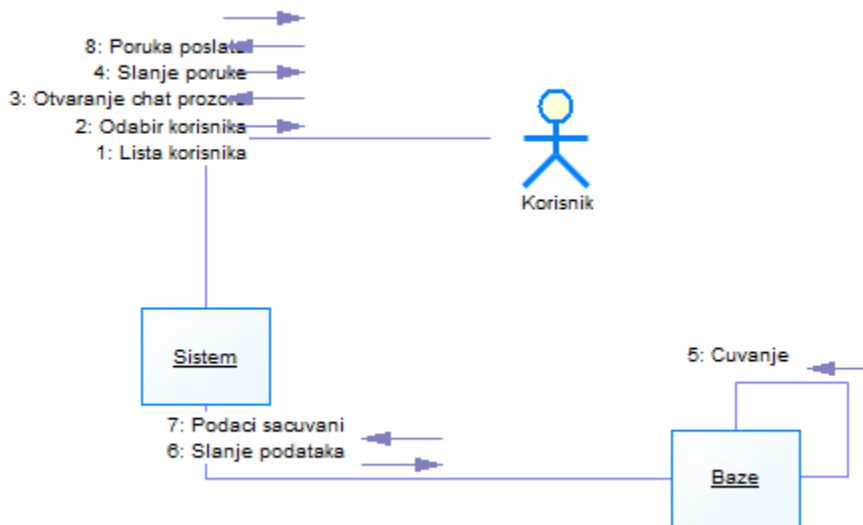 8: Poruka poslata
4: Slanje poruke
3: Otvaranje chat prozora
2: Odabir korisnika
1: Lista korisnika
Korisnik
Sistem
5: Cuvanje
7: Podaci sacuvani
6: Slanje podataka
Baze